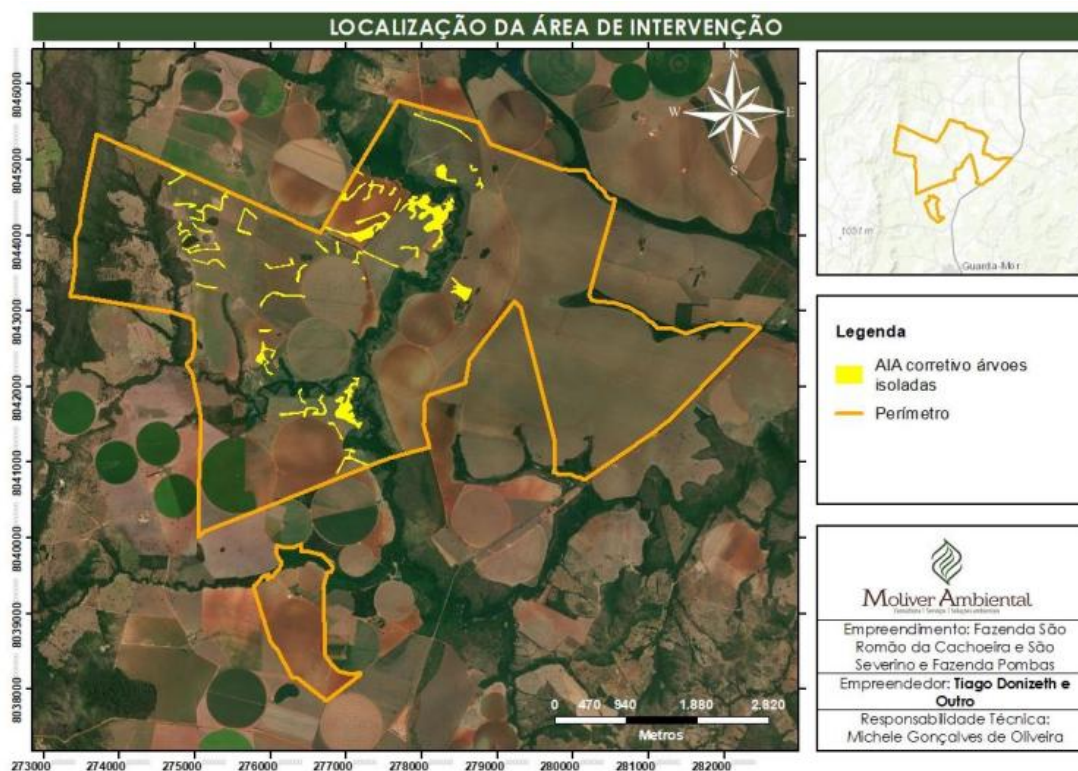 LOCALIZAÇÃO DA ÁREA DE INTERVENÇÃO
N
W
E
S
8046000
8045000
8044000
8043000
8042000
8041000
8040000
8039000
8038000
0 470 940 1.880 2.820
Metros
273000 274000 275000 276000 277000 278000 279000 280000 281000 282000
Guarda-Mor
Legenda
AIA corretivo árvoes
isoladas
Perímetro
Moliver Ambiental
Empreendimento: Fazenda São
Romão da Cachoeira e São
Severino e Fazenda Pombas
Empreendedor: Tiago Donizeth e
Outro
Responsabilidade Técnica:
Michele Gonçalves de Oliveira